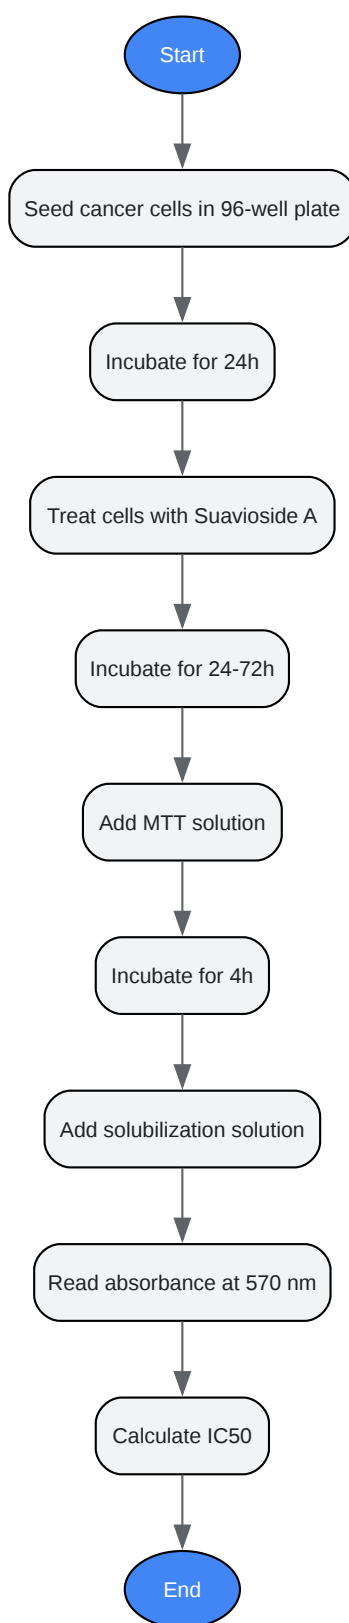 Start
Seed cancer cells in 96-well plate
Incubate for 24h
Treat cells with Suavioside A
Incubate for 24-72h
Add MTT solution
Incubate for 4h
Add solubilization solution
Read absorbance at 570 nm
Calculate IC50
End